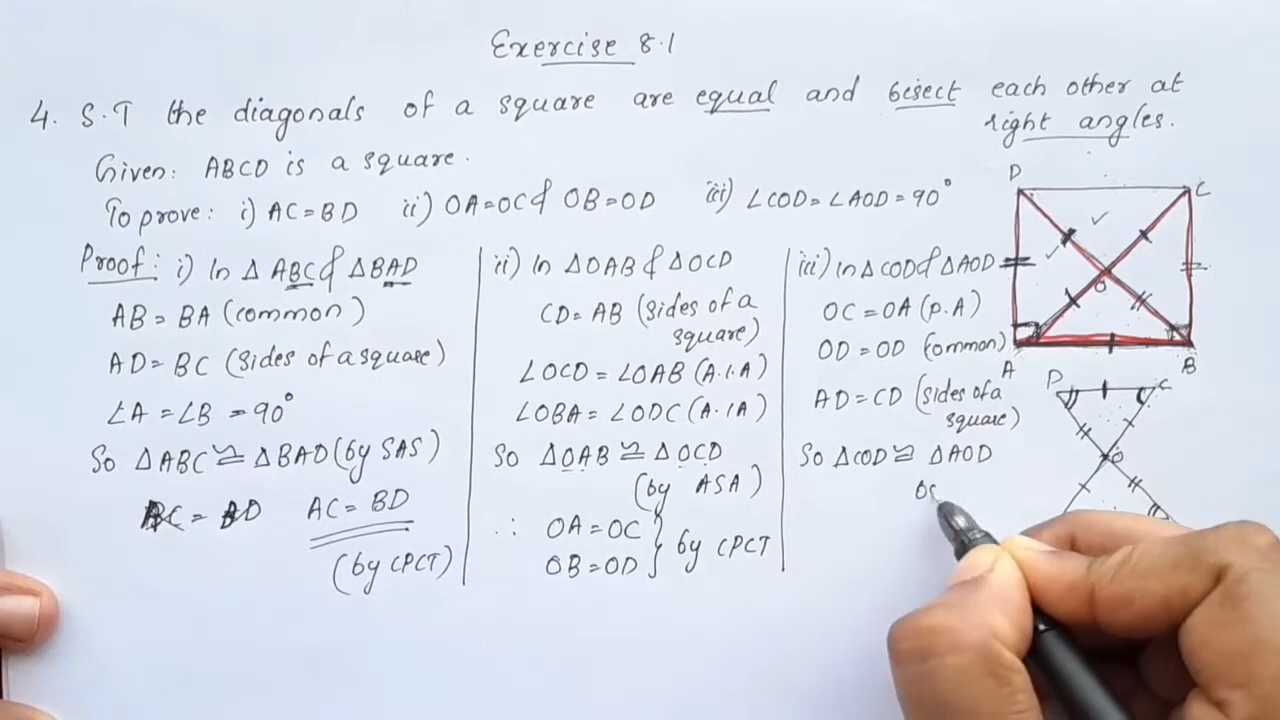 Exercise 8.1
4. S.T the diagonals of a square are equal and bisect each other at
right angles.
Given: ABCD is a square.
To prove: i) AC = BD ii) OA = OC & OB = OD iii) ∠COD = ∠AOD = 90°
Proof: i) In △ ABC & △BAD
AB = BA (common)
AD = BC (sides of a square)
∠A = ∠B = 90°
So △ABC ≅ △BAD (by SAS)
AC = BD
(by CPCT)
ii) In △OAB & △OCD
CD = AB (sides of a
square)
∠OCD = ∠OAB (A.I.A)
∠OBA = ∠ODC (A.IA)
So △OAB ≅ △OCD
(by ASA)
∴ OA = OC
OB = OD } by CPCT
iii) In △COD & △AOD
OC = OA (P.A)
OD = OD (ommon)
AD = CD (sides of a
square)
So △COD ≅ △AOD
D C
O
A B
D C
O